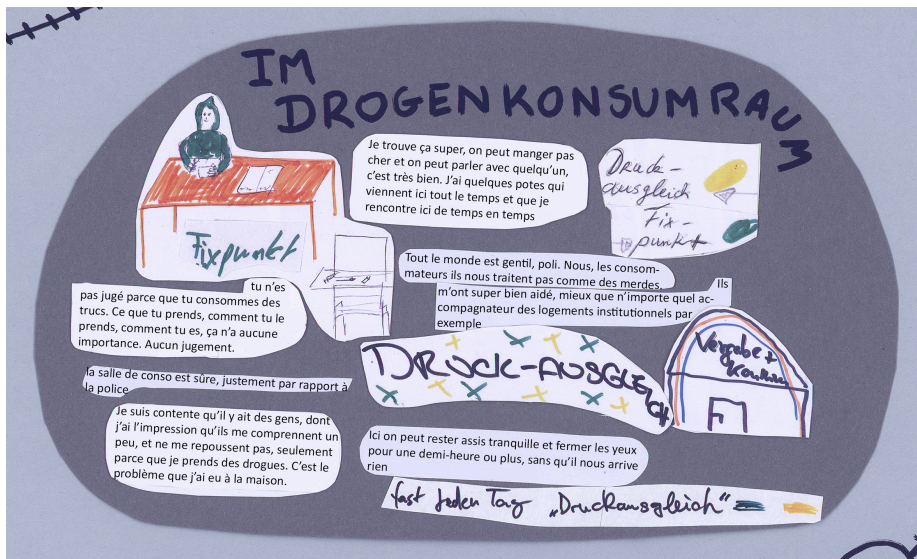 IM
DROGENKONSUMRAUM
Je trouve ça super, on peut manger pas
cher et on peut parler avec quelqu'un,
c'est très bien. J'ai quelques potes qui
viennent ici tout le temps et que je
rencontre ici de temps en temps
Druck-
ausgleich
Fix-
punkt
Fixpunkt
Tout le monde est gentil, poli. Nous, les consom-
mateurs ils nous traitent pas comme des merdes.
Ils
m'ont super bien aidé, mieux que n'importe quel ac-
compagnateur des logements institutionnels par
exemple
tu n'es
pas jugé parce que tu consommes des
trucs. Ce que tu prends, comment tu le
prends, comment tu es, ça n'a aucune
importance. Aucun jugement.
DRUCK-AUSGLEICH
Vergabe +
la salle de conso est sûre, justement par rapport à
la police
Je suis contente qu'il y ait des gens, dont
j'ai l'impression qu'ils me comprennent un
peu, et ne me repoussent pas, seulement
parce que je prends des drogues. C'est le
problème que j'ai eu à la maison.
Ici on peut rester assis tranquille et fermer les yeux
pour une demi-heure ou plus, sans qu'il nous arrive
rien
fast jeden Tag „Druckausgleich"